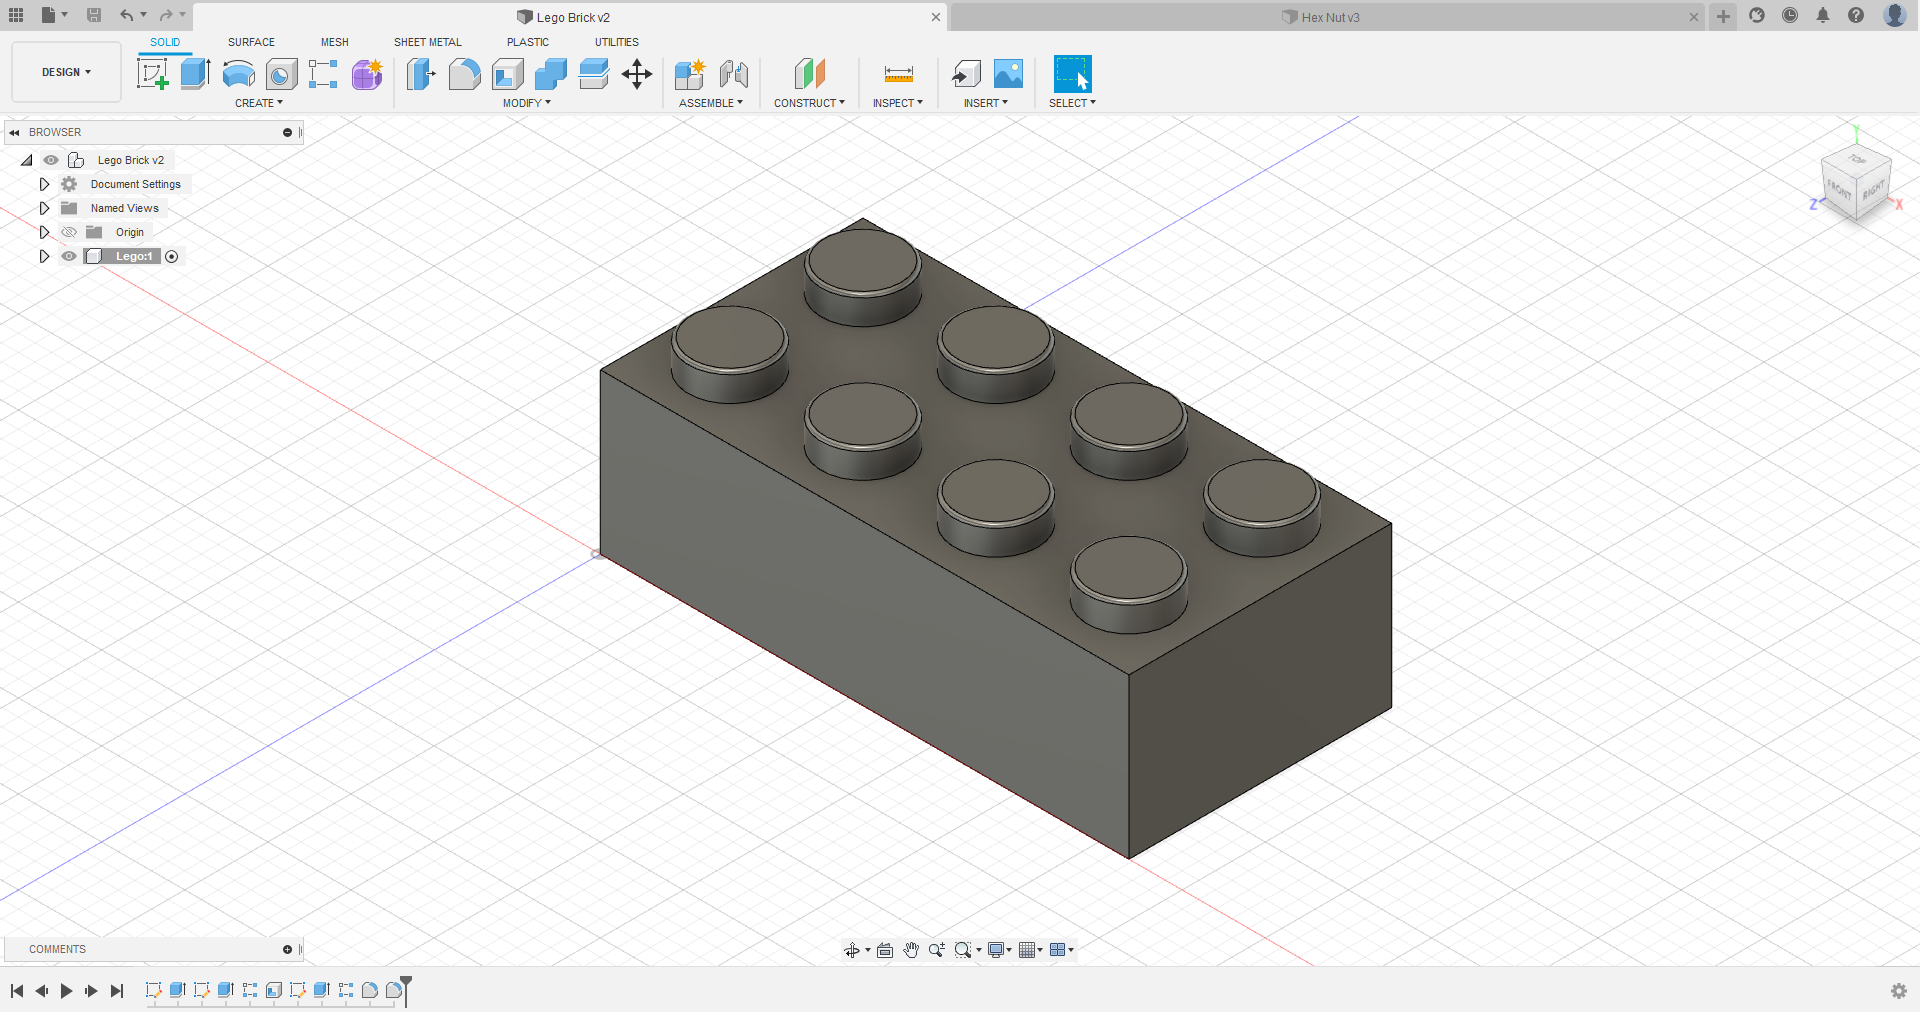 Lego Brick v2
Hex Nut v3
SOLID SURFACE MESH SHEET METAL PLASTIC UTILITIES
DESIGN
CREATE MODIFY ASSEMBLE CONSTRUCT INSPECT INSERT SELECT
BROWSER
Lego Brick v2
Document Settings
Named Views
Origin
Lego:1
Y
TOP
FRONT RIGHT
Z X
COMMENTS